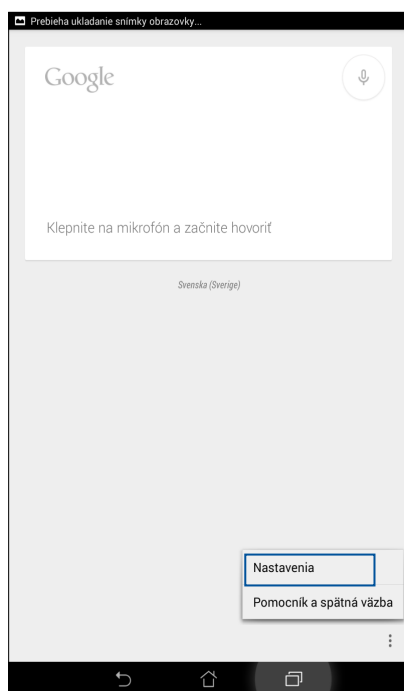 Prebieha ukladanie snímky obrazovky...
Google
Klepnite na mikrofón a začnite hovoriť
Svenska (Sverige)
Nastavenia
Pomocník a spätná väzba